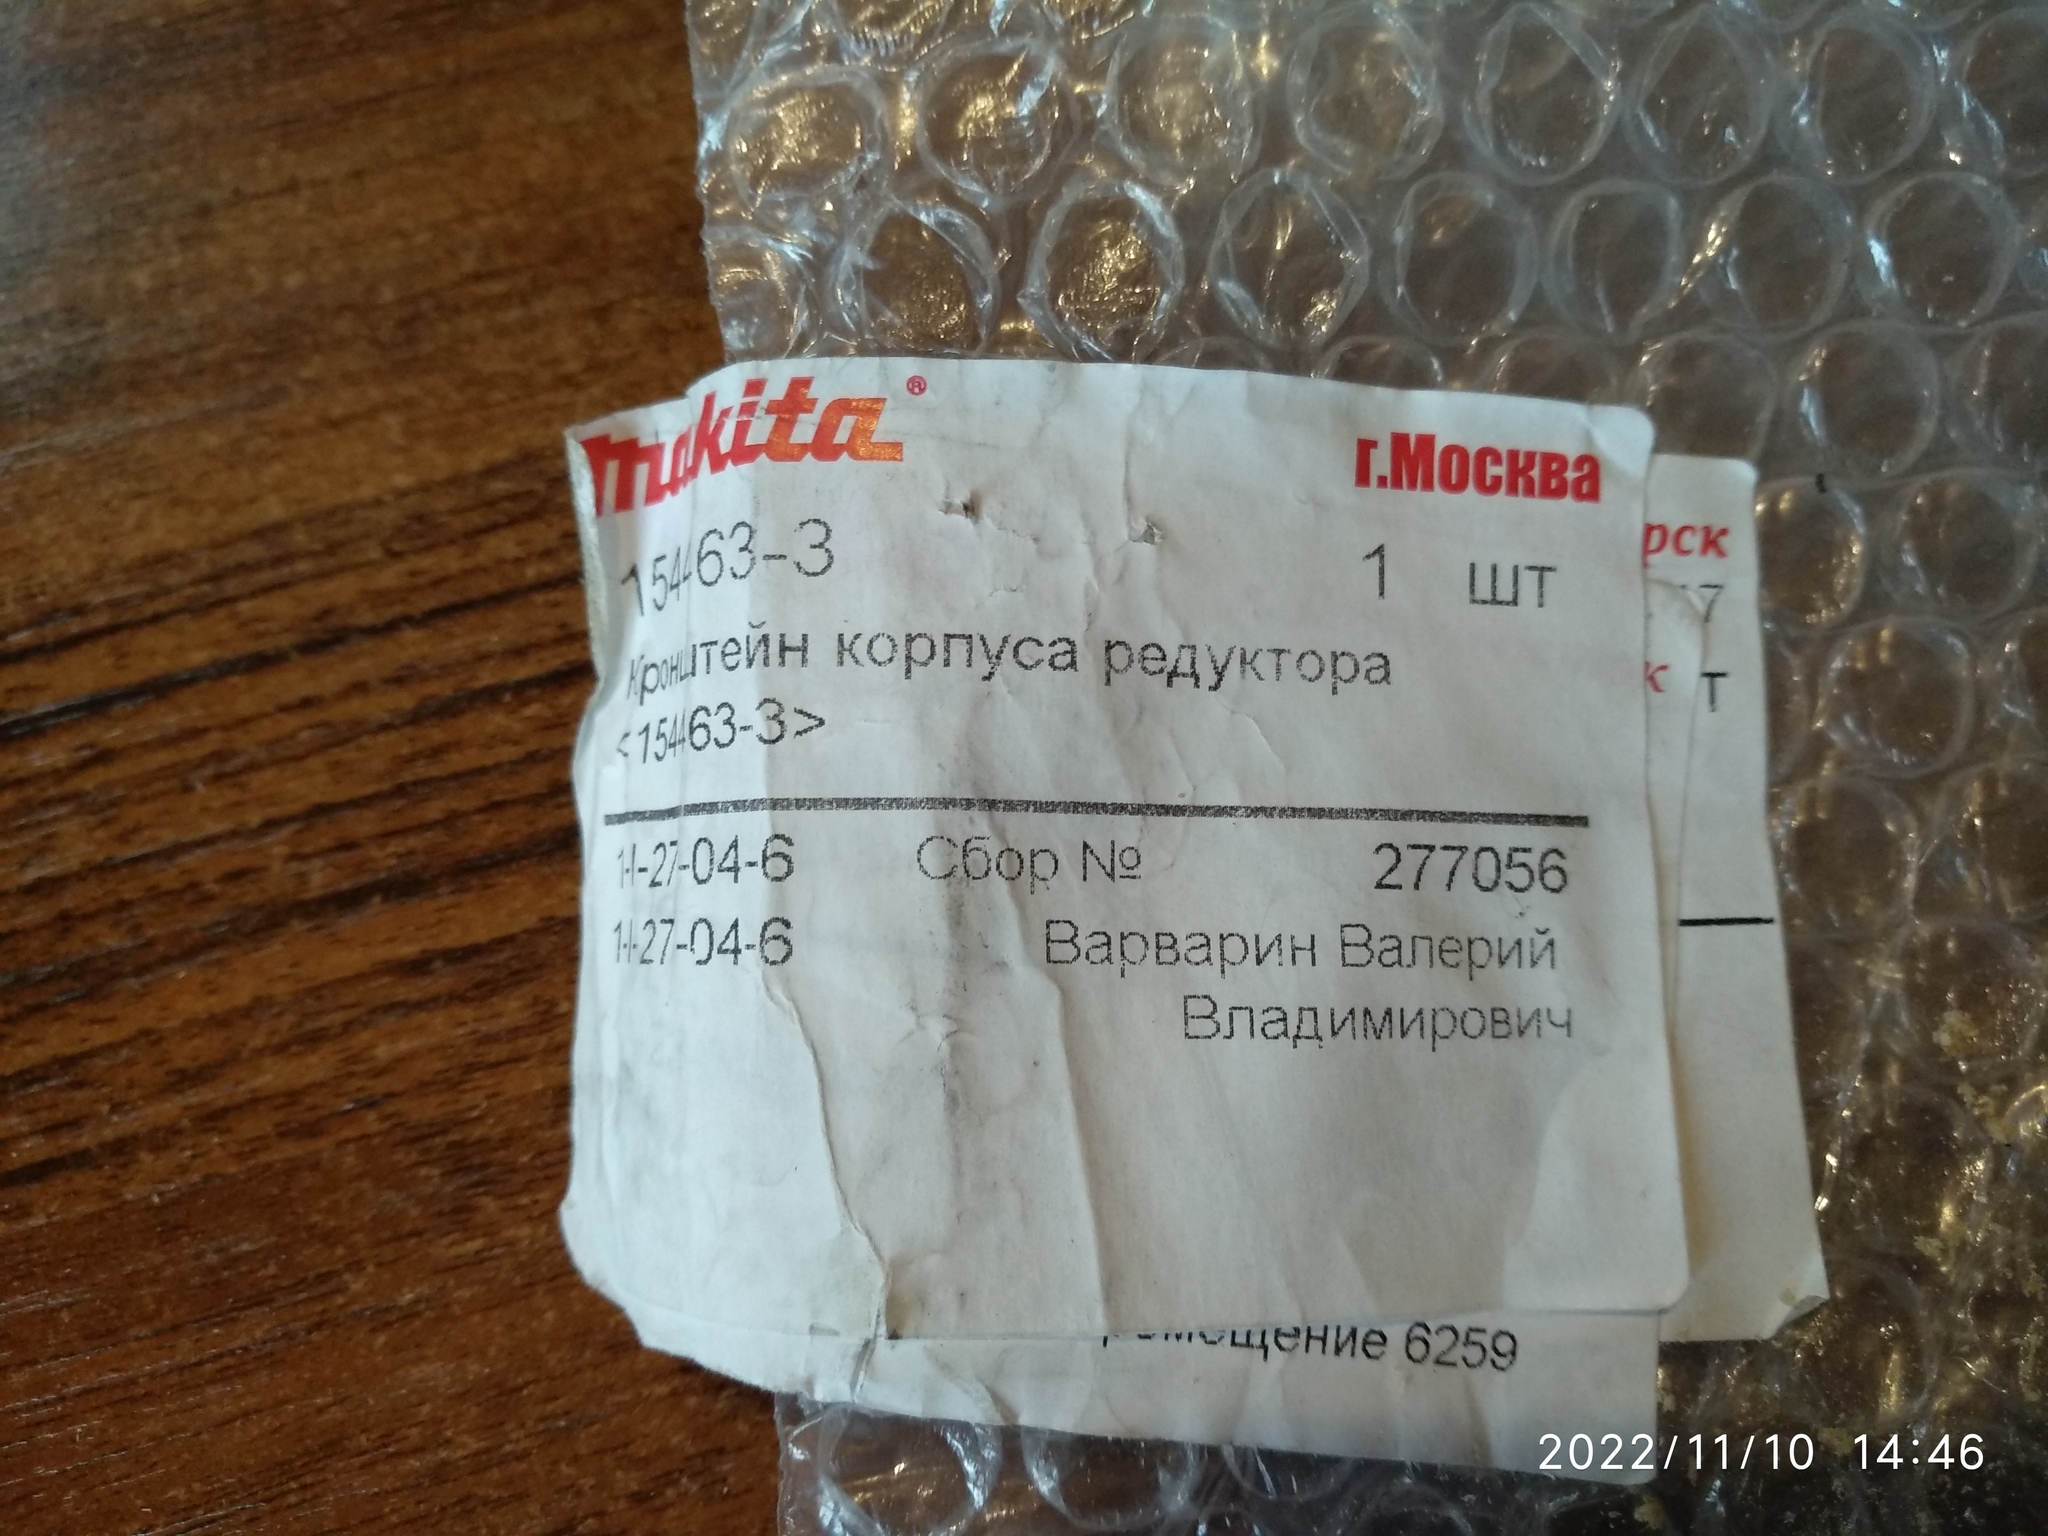 makita®
г.Москва
154463-3 1 шт
Кронштейн корпуса редуктора
<154463-3>
1-I-27-04-6 Сбор № 277056
1-I-27-04-6 Варварин Валерий
Владимирович
6259
2022/11/10 14:46